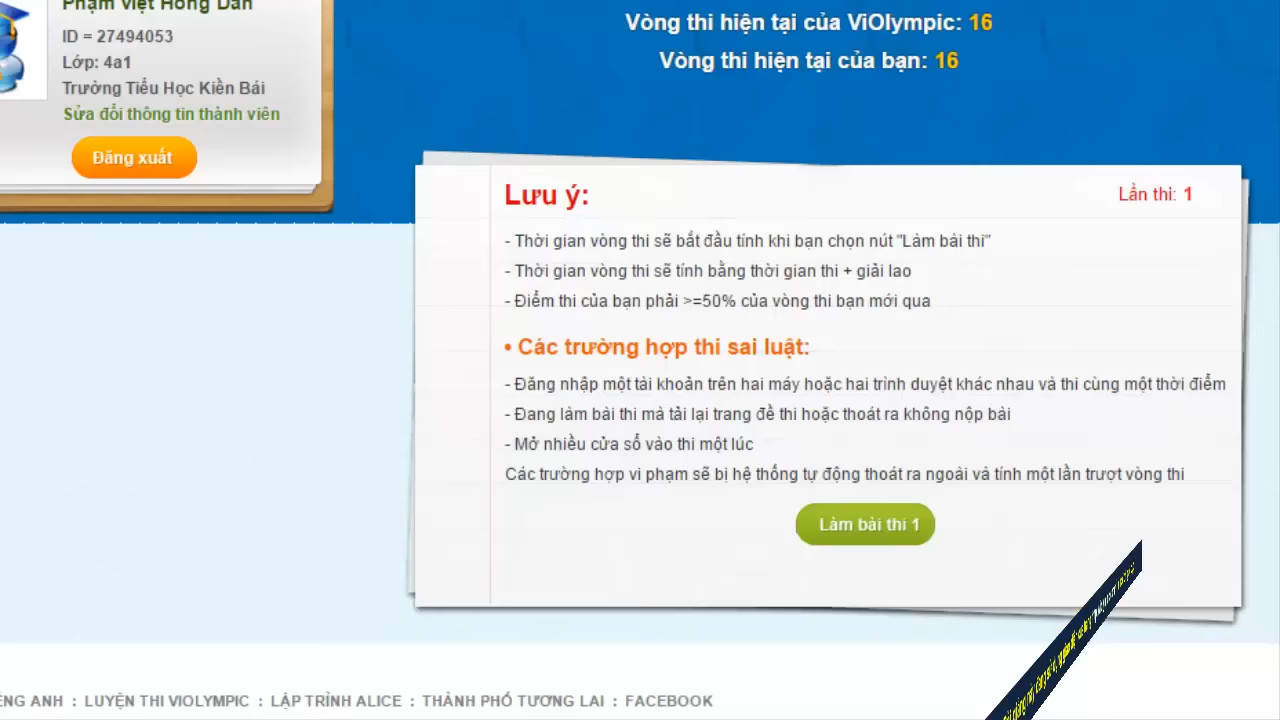 Phạm Việt Hồng Dân
ID = 27494053
Lớp: 4a1
Trường Tiểu Học Kiền Bái
Sửa đổi thông tin thành viên
Đăng xuất
Vòng thi hiện tại của ViOlympic: 16
Vòng thi hiện tại của bạn: 16
Lưu ý:
Lần thi: 1
- Thời gian vòng thi sẽ bắt đầu tính khi bạn chọn nút "Làm bài thi"
- Thời gian vòng thi sẽ tính bằng thời gian thi + giải lao
- Điểm thi của bạn phải >=50% của vòng thi bạn mới qua
• Các trường hợp thi sai luật:
- Đăng nhập một tài khoản trên hai máy hoặc hai trình duyệt khác nhau và thi cùng một thời điểm
- Đang làm bài thi mà tải lại trang đề thi hoặc thoát ra không nộp bài
- Mở nhiều cửa sổ vào thi một lúc
Các trường hợp vi phạm sẽ bị hệ thống tự động thoát ra ngoài và tính một lần trượt vòng thi
Làm bài thi 1
ẾNG ANH : LUYỆN THI VIOLYMPIC : LẬP TRÌNH ALICE : THÀNH PHỐ TƯƠNG LAI : FACEBOOK